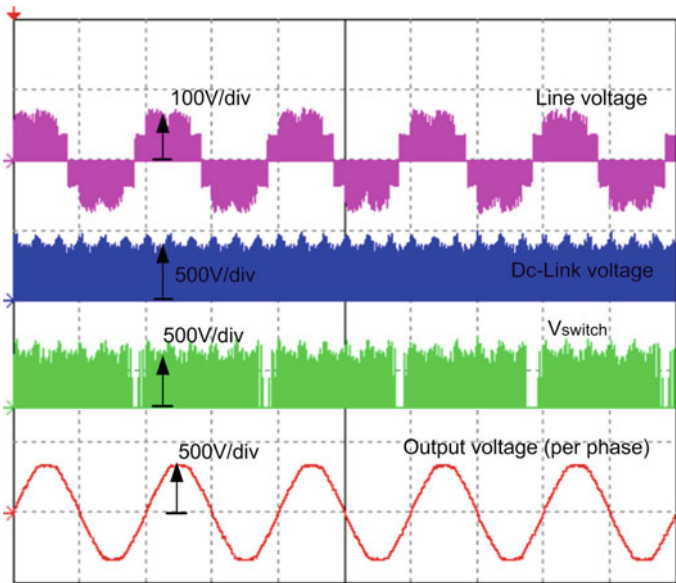 100V/div
Line voltage
500V/div
Dc-Link voltage
500V/div
Vswitch
500V/div
Output voltage (per phase)